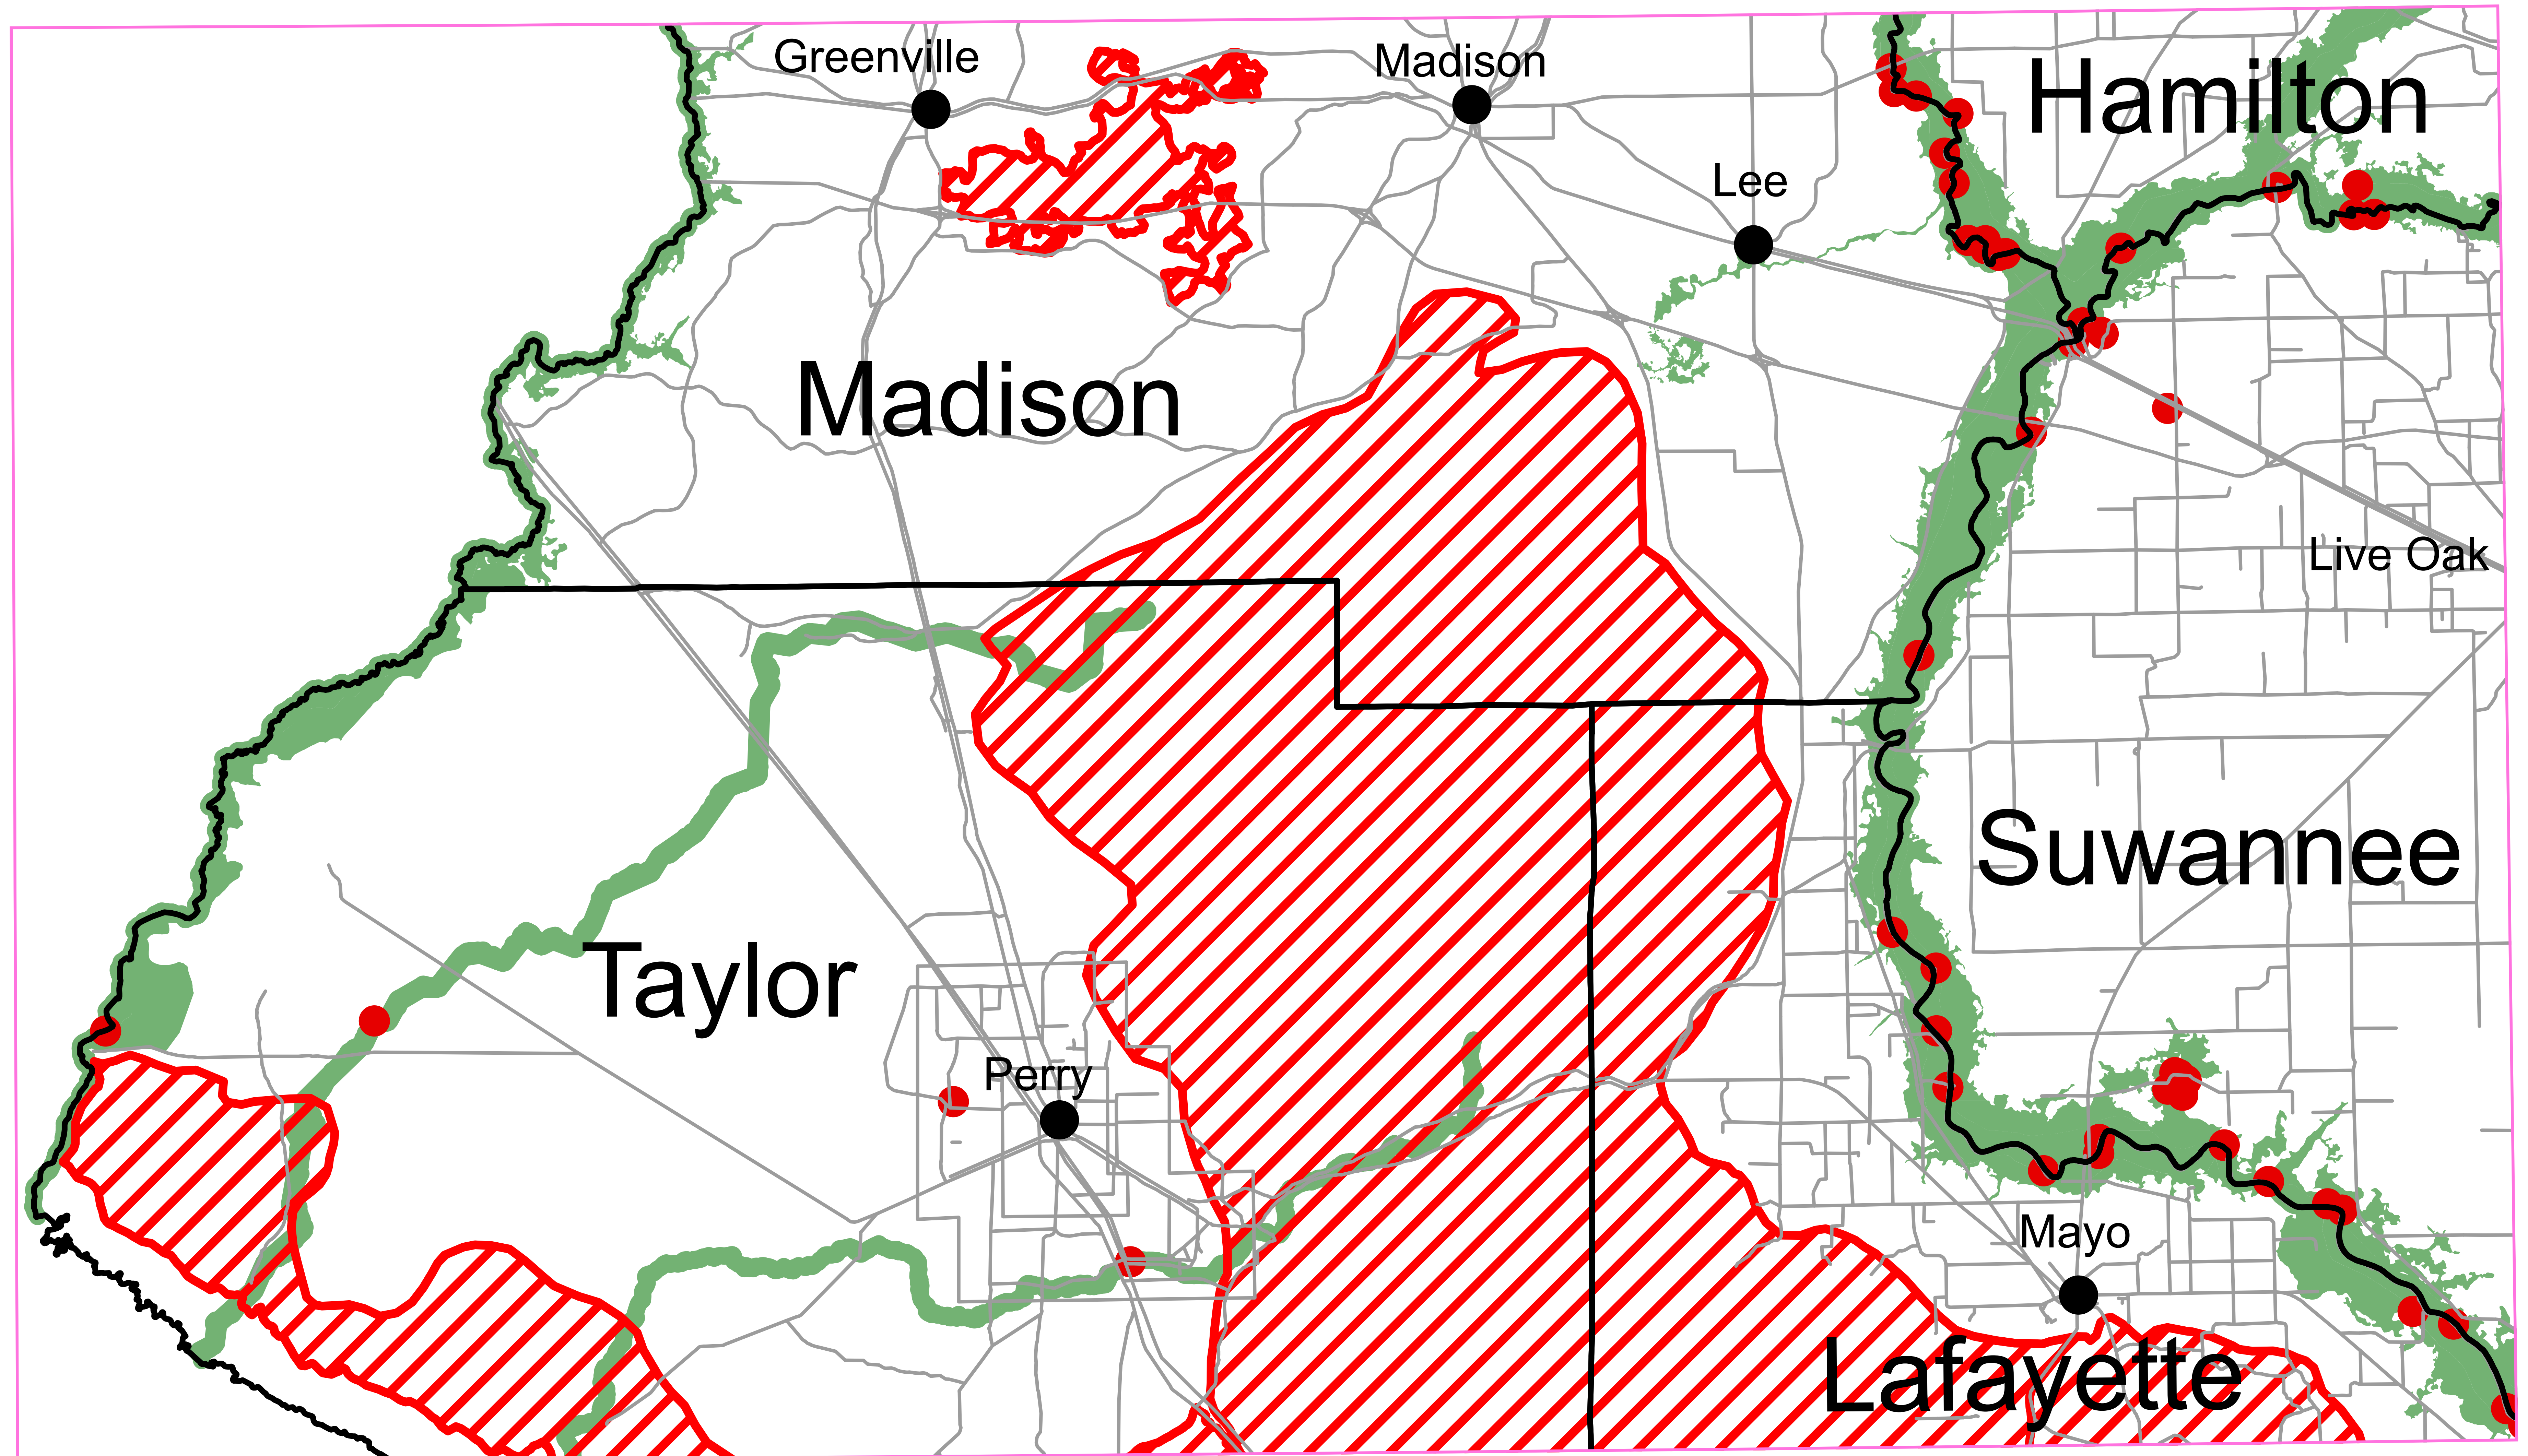 Greenville
Madison
Hamilton
Lee
Madison
Live Oak
Suwannee
Taylor
Perry
Mayo
Lafayette